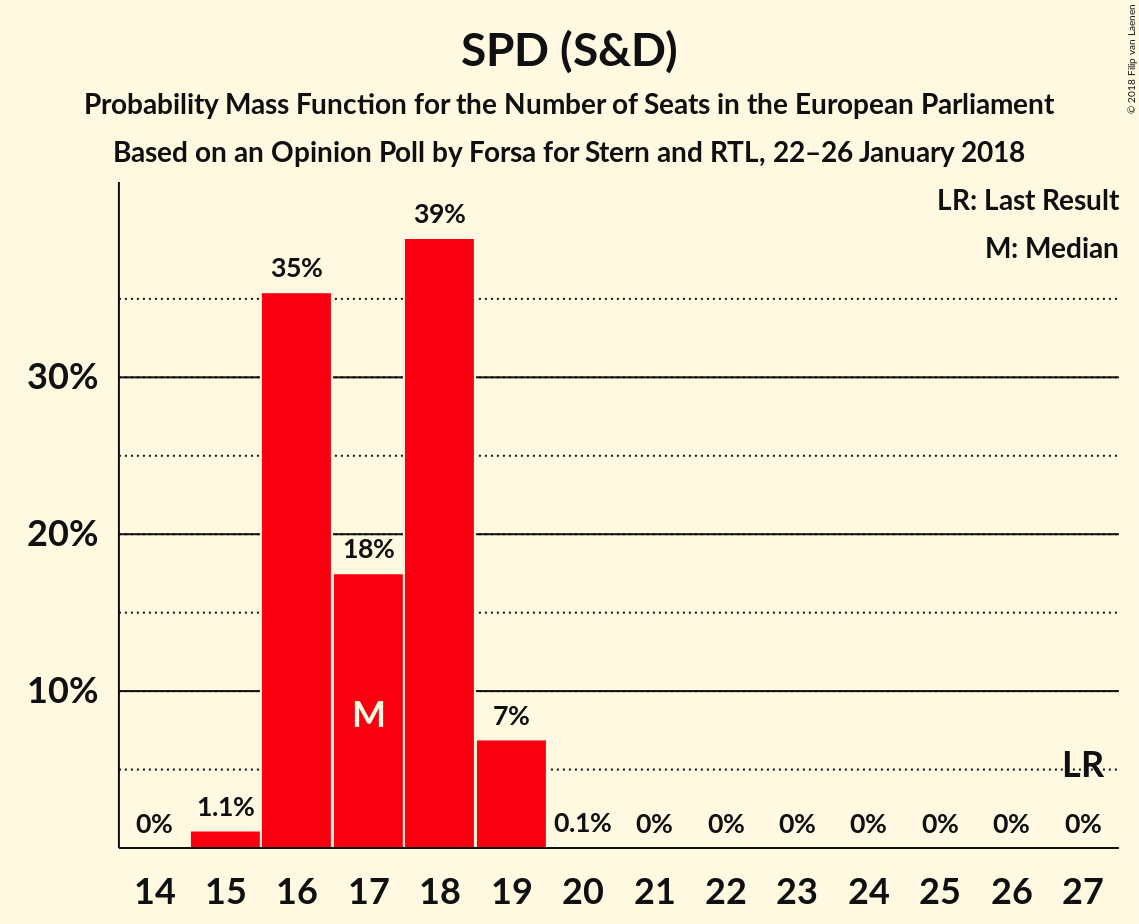 SPD (S&D)
Probability Mass Function for the Number of Seats in the European Parliament
Based on an Opinion Poll by Forsa for Stern and RTL, 22–26 January 2018
© 2018 Filip van Laenen
LR: Last Result
M: Median
39%
35%
30%
20%
18%
10%
M
7%
LR
0%
1.1%
0.1%
0%
0%
0%
0%
0%
0%
0%
14 15 16 17 18 19 20 21 22 23 24 25 26 27